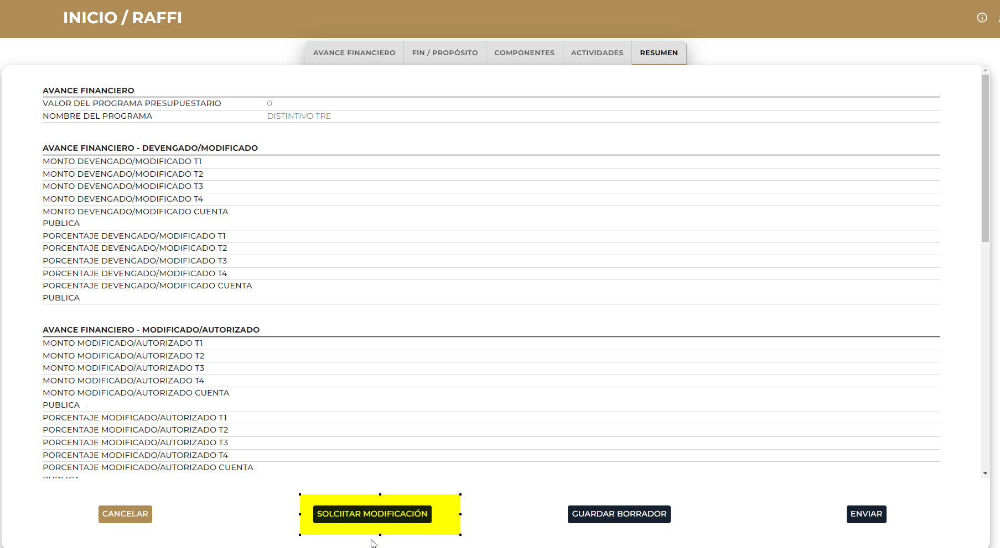 INICIO / RAFFI
AVANCE FINANCIERO
FIN / PROPÓSITO
COMPONENTES
ACTIVIDADES
RESUMEN
AVANCE FINANCIERO
VALOR DEL PROGRAMA PRESUPUESTARIO 0
NOMBRE DEL PROGRAMA DISTINTIVO TRE
AVANCE FINANCIERO - DEVENGADO/MODIFICADO
MONTO DEVENGADO/MODIFICADO T1
MONTO DEVENGADO/MODIFICADO T2
MONTO DEVENGADO/MODIFICADO T3
MONTO DEVENGADO/MODIFICADO T4
MONTO DEVENGADO/MODIFICADO CUENTA
PUBLICA
PORCENTAJE DEVENGADO/MODIFICADO T1
PORCENTAJE DEVENGADO/MODIFICADO T2
PORCENTAJE DEVENGADO/MODIFICADO T3
PORCENTAJE DEVENGADO/MODIFICADO T4
PORCENTAJE DEVENGADO/MODIFICADO CUENTA
PUBLICA
AVANCE FINANCIERO - MODIFICADO/AUTORIZADO
MONTO MODIFICADO/AUTORIZADO T1
MONTO MODIFICADO/AUTORIZADO T2
MONTO MODIFICADO/AUTORIZADO T3
MONTO MODIFICADO/AUTORIZADO T4
MONTO MODIFICADO/AUTORIZADO CUENTA
PUBLICA
PORCENTAJE MODIFICADO/AUTORIZADO T1
PORCENTAJE MODIFICADO/AUTORIZADO T2
PORCENTAJE MODIFICADO/AUTORIZADO T3
PORCENTAJE MODIFICADO/AUTORIZADO T4
PORCENTAJE MODIFICADO/AUTORIZADO CUENTA
PUBLICA
CANCELAR
SOLCIITAR MODIFICACIÓN
GUARDAR BORRADOR
ENVIAR